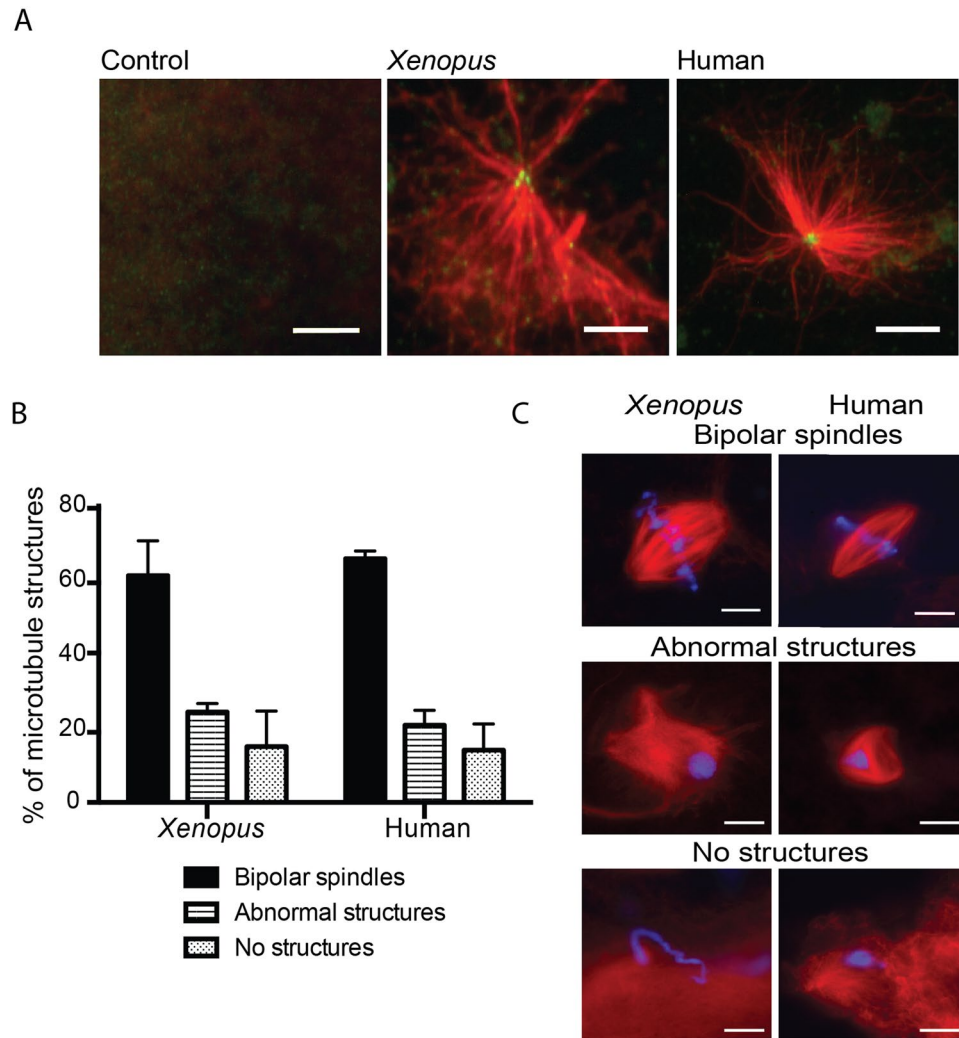 A
Control
Xenopus
Human
B
% of microtubule structures
80
60
40
20
0
Xenopus
Human
Bipolar spindles
Abnormal structures
No structures
C
Xenopus
Human
Bipolar spindles
Abnormal structures
No structures